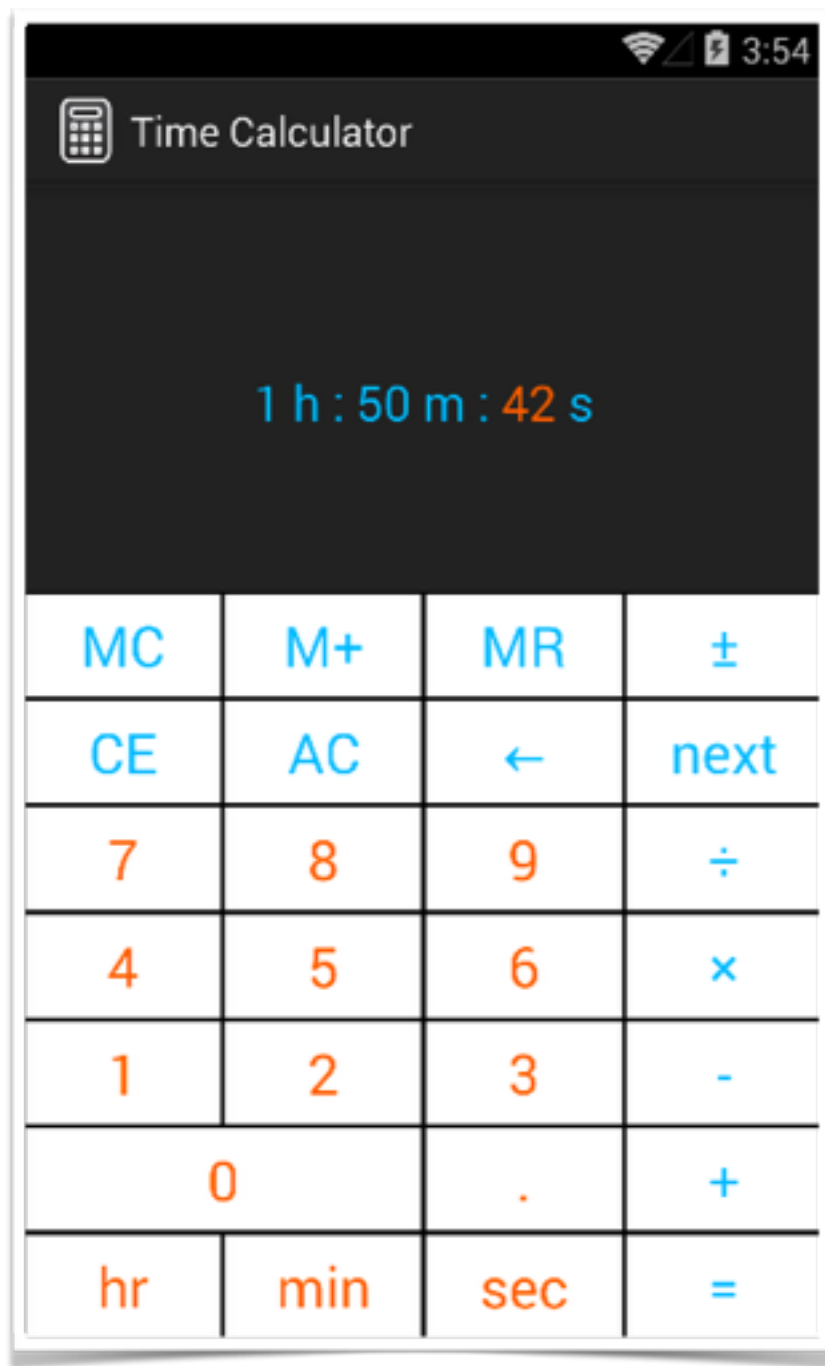 3:54
Time Calculator
1 h : 50 m : 42 s
MC M+ MR ±
CE AC ← next
7 8 9 ÷
4 5 6 ×
1 2 3 -
0 . +
hr min sec =